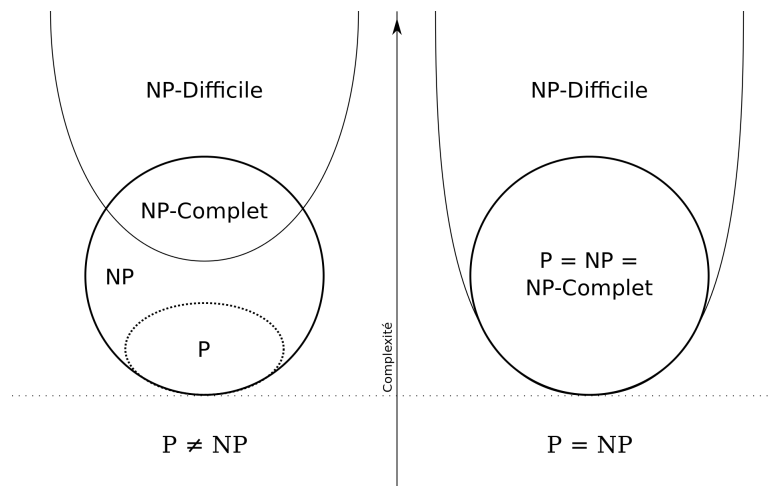 NP-Difficile
NP-Complet
NP
P
P ≠ NP
Complexité
NP-Difficile
P = NP =
NP-Complet
P = NP